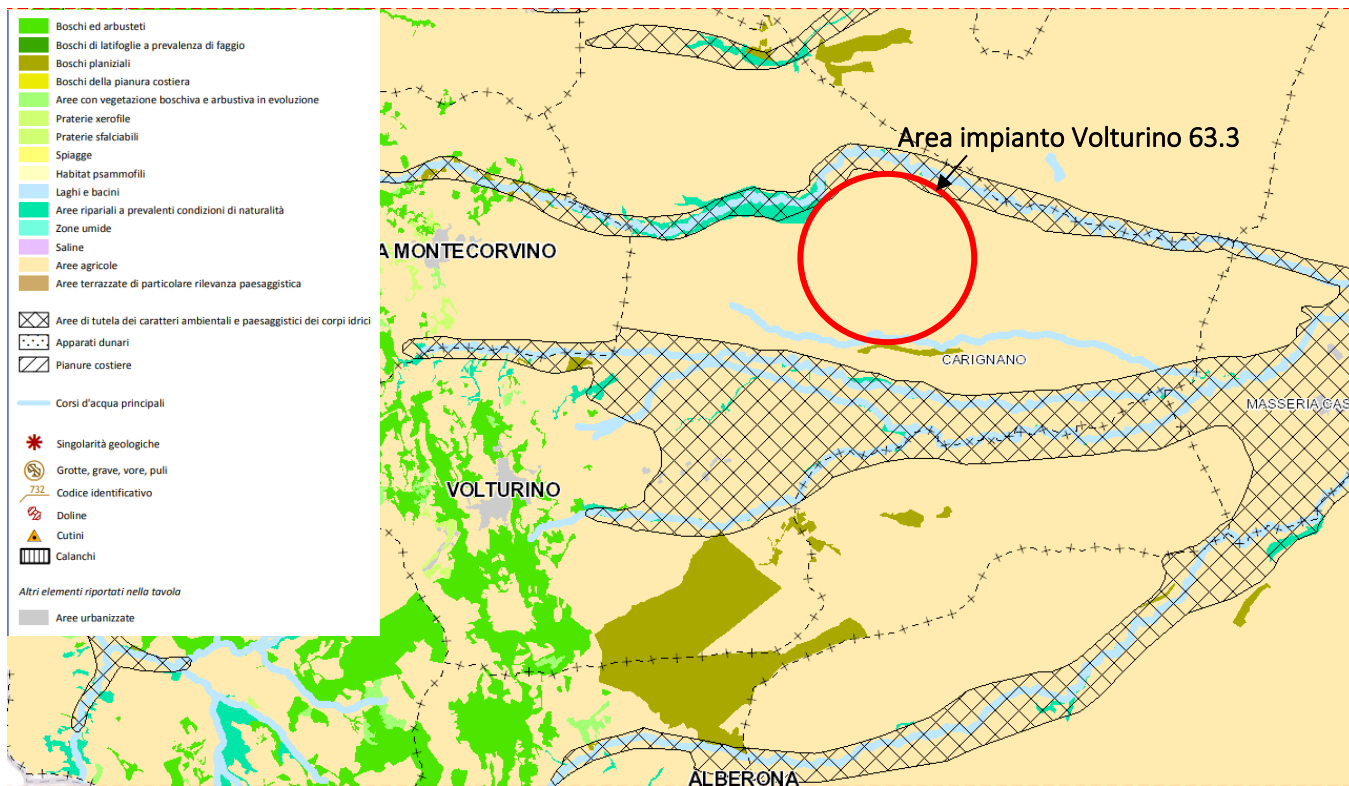 Boschi ed arbusteti
Boschi di latifoglie a prevalenza di faggio
Boschi planiziali
Boschi della pianura costiera
Aree con vegetazione boschiva e arbustiva in evoluzione
Praterie xerofile
Praterie sfalciabili
Spiagge
Habitat psammofili
Laghi e bacini
Aree ripariali a prevalenti condizioni di naturalità
Zone umide
Saline
Aree agricole
Aree terrazzate di particolare rilevanza paesaggistica
Aree di tutela dei caratteri ambientali e paesaggistici dei corpi idrici
Apparati dunari
Pianure costiere
Corsi d'acqua principali
Singolarità geologiche
Grotte, grave, vore, puli
732 Codice identificativo
Doline
Cutini
Calanchi
Altri elementi riportati nella tavola
Aree urbanizzate
Area impianto Volturino 63.3
A MONTECORVINO
CARIGNANO
MASSERIA CAS
VOLTURINO
ALBERONA